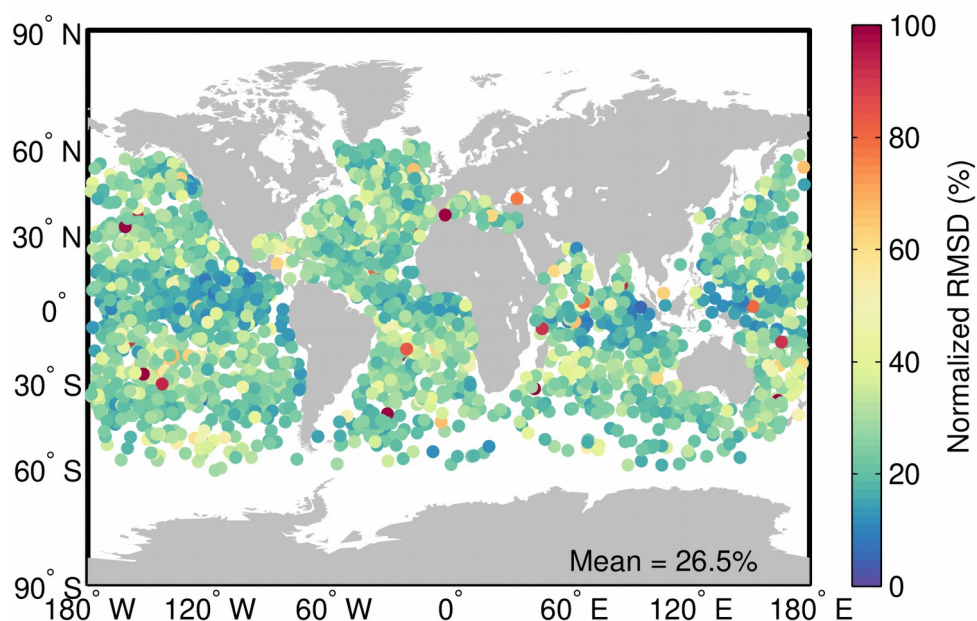 90° N
60° N
30° N
0°
30° S
60° S
90° S
180° W
120° W
60° W
0°
60° E
120° E
180° E
Mean = 26.5%
100
80
60
40
20
0
Normalized RMSD (%)